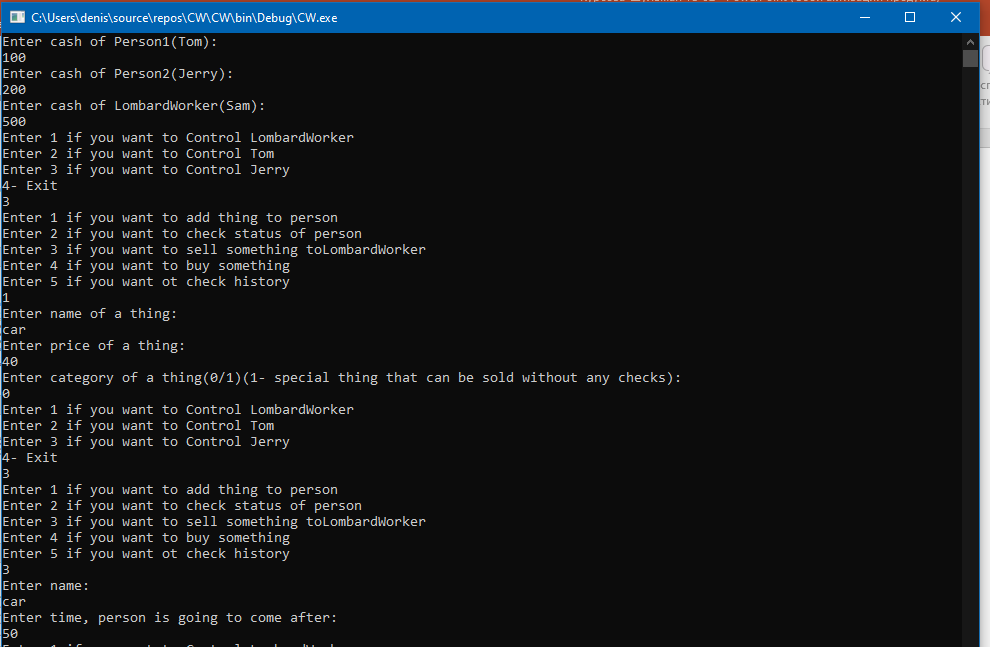 C:\Users\denis\source\repos\CW\CW\bin\Debug\CW.exe
Enter cash of Person1(Tom):
100
Enter cash of Person2(Jerry):
200
Enter cash of LombardWorker(Sam):
500
Enter 1 if you want to Control LombardWorker
Enter 2 if you want to Control Tom
Enter 3 if you want to Control Jerry
4- Exit
3
Enter 1 if you want to add thing to person
Enter 2 if you want to check status of person
Enter 3 if you want to sell something toLombardWorker
Enter 4 if you want to buy something
Enter 5 if you want ot check history
1
Enter name of a thing:
car
Enter price of a thing:
40
Enter category of a thing(0/1)(1- special thing that can be sold without any checks):
0
Enter 1 if you want to Control LombardWorker
Enter 2 if you want to Control Tom
Enter 3 if you want to Control Jerry
4- Exit
3
Enter 1 if you want to add thing to person
Enter 2 if you want to check status of person
Enter 3 if you want to sell something toLombardWorker
Enter 4 if you want to buy something
Enter 5 if you want ot check history
3
Enter name:
car
Enter time, person is going to come after:
50